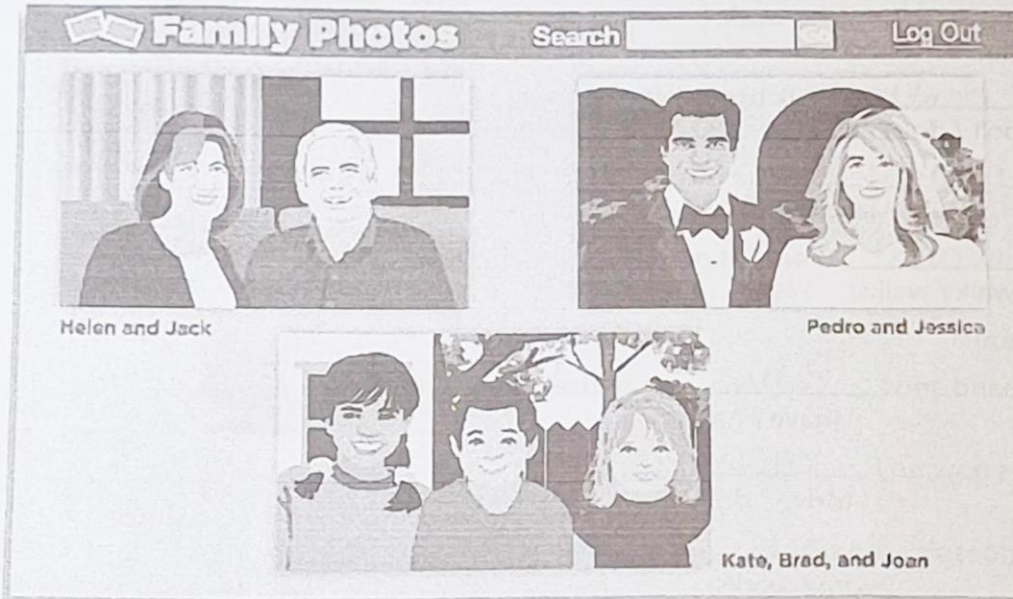 Family Photos Search Go Log Out
Helen and Jack
Pedro and Jessica
Kate, Brad, and Joan